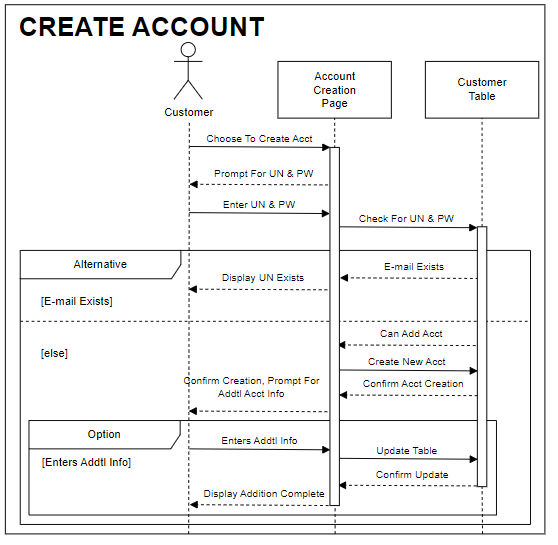 CREATE ACCOUNT
Account
Creation
Page
Customer
Table
Customer
Choose To Create Acct
Prompt For UN & PW
Enter UN & PW
Check For UN & PW
Alternative
E-mail Exists
Display UN Exists
[E-mail Exists]
Can Add Acct
[else]
Create New Acct
Confirm Creation, Prompt For
Addtl Acct Info
Confirm Acct Creation
Option
Enters Addtl Info
Update Table
[Enters Addtl Info]
Confirm Update
Display Addition Complete